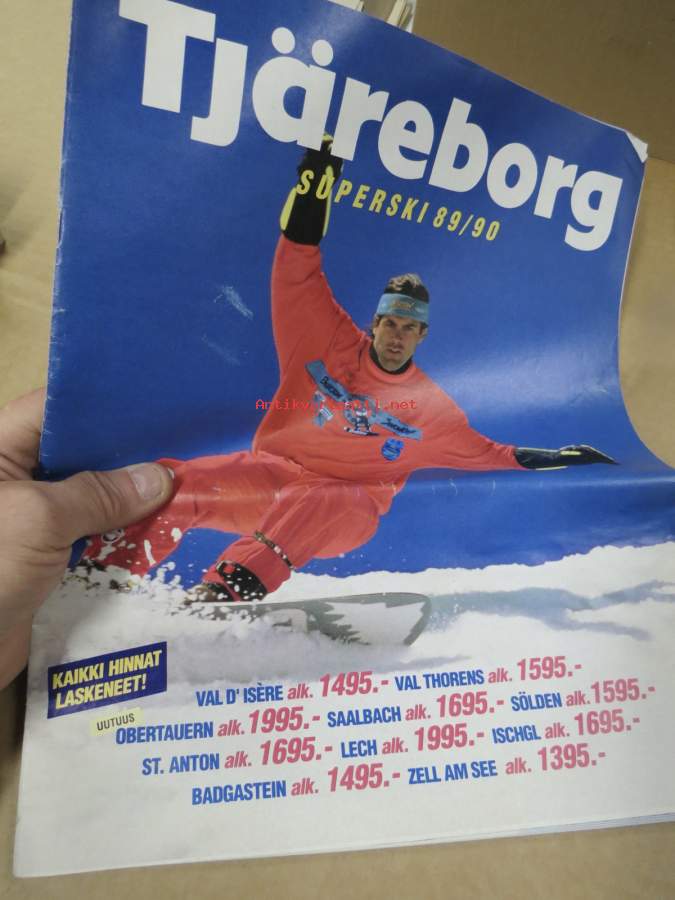 Tjäreborg
SUPERSKI 89/90
Antikvariaatti.net
KAIKKI HINNAT
LASKENEET!
UUTUUS
VAL D'ISÈRE alk. 1495.- VAL THORENS alk. 1595.-
OBERTAUERN alk. 1995.- SAALBACH alk. 1695.- SÖLDEN alk. 1595.-
ST. ANTON alk. 1695.- LECH alk. 1995.- ISCHGL alk. 1695.-
BADGASTEIN alk. 1495.- ZELL AM SEE alk. 1395.-